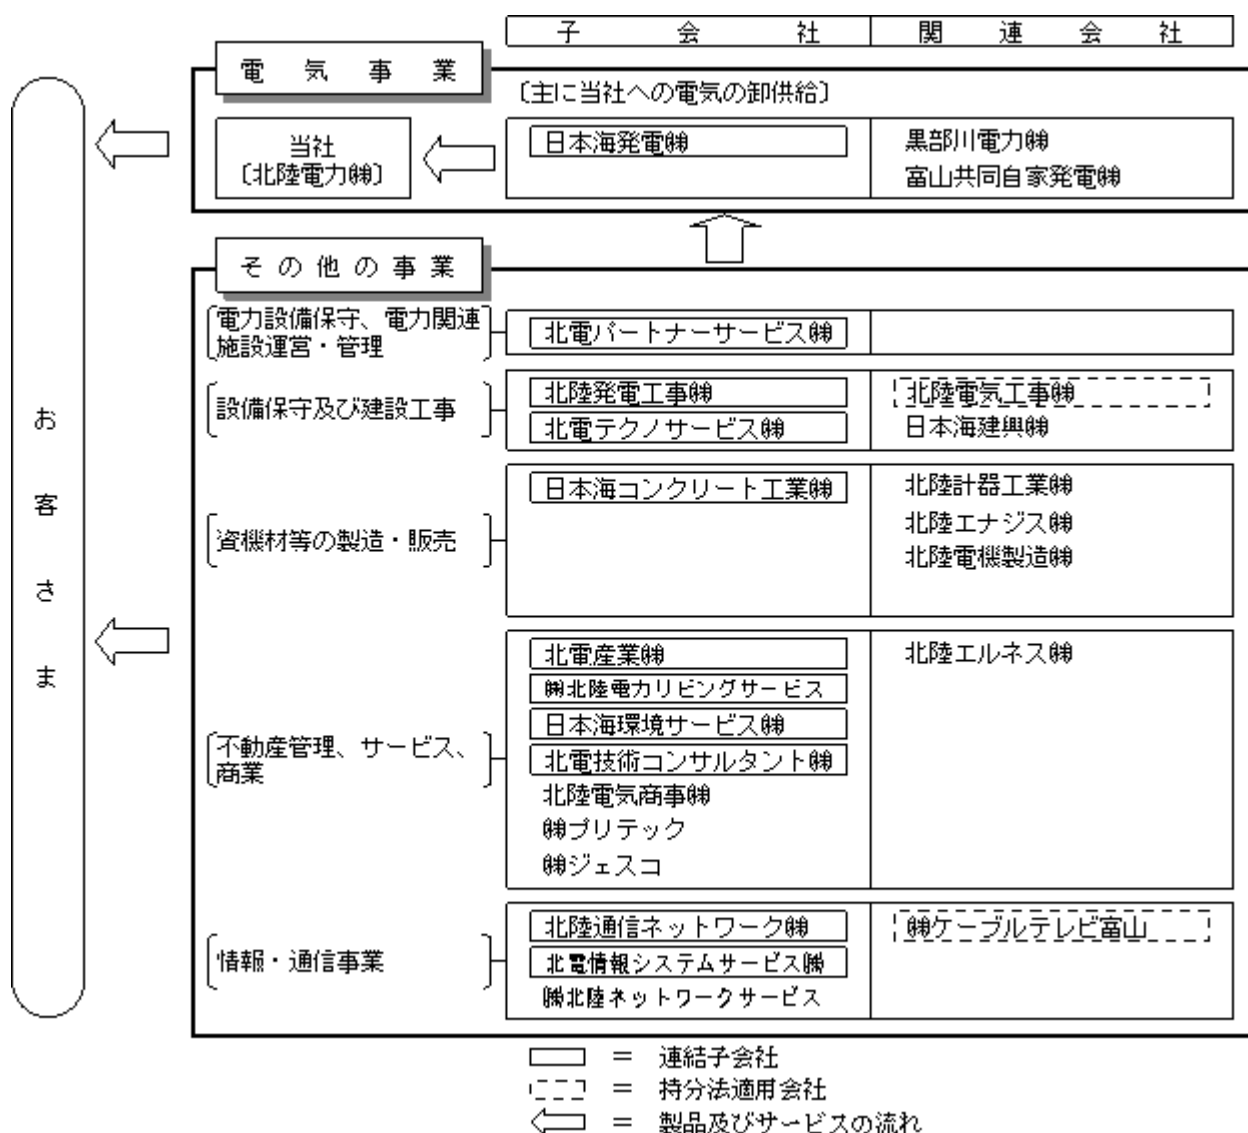 子会社 関連会社
電気事業
〔主に当社への電気の卸供給〕
当社
〔北陸電力㈱〕
日本海発電㈱
黒部川電力㈱
富山共同自家発電㈱
その他の事業
電力設備保守、電力関連
施設運営・管理
北電パートナーサービス㈱
設備保守及び建設工事
北陸発電工事㈱
北電テクノサービス㈱
北陸電気工事㈱
日本海建興㈱
資機材等の製造・販売
日本海コンクリート工業㈱
北陸計器工業㈱
北陸エナジス㈱
北陸電機製造㈱
不動産管理、サービス、
商業
北電産業㈱
㈱北陸電力リビングサービス
日本海環境サービス㈱
北電技術コンサルタント㈱
北陸電気商事㈱
㈱プリテック
㈱ジェスコ
北陸エルネス㈱
情報・通信事業
北陸通信ネットワーク㈱
北電情報システムサービス㈱
㈱北陸ネットワークサービス
㈱ケーブルテレビ富山
お客さま
＝ 連結子会社
＝ 持分法適用会社
＝ 製品及びサービスの流れ